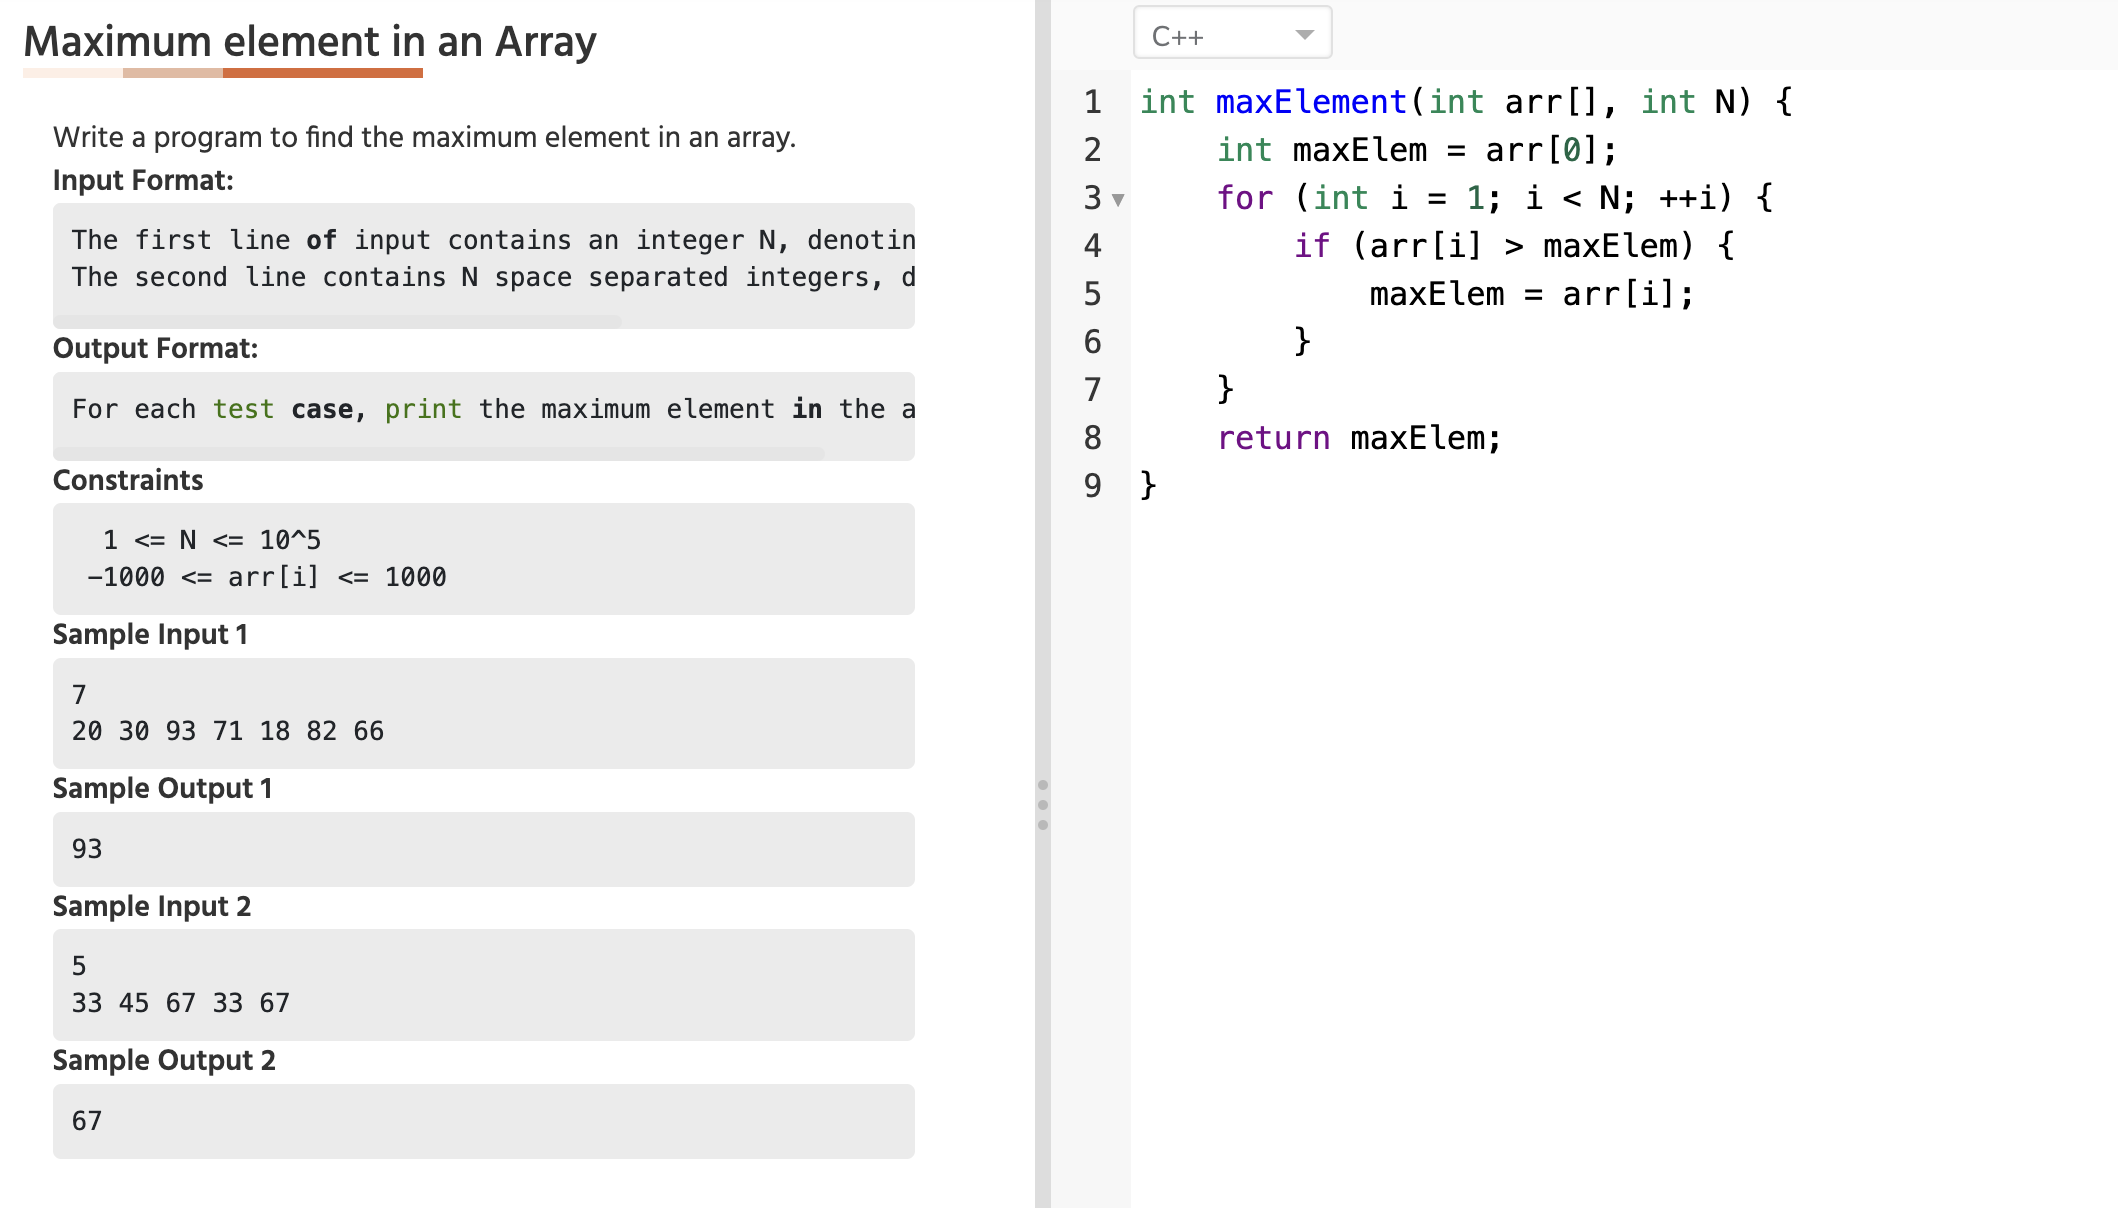 Maximum element in an Array
Write a program to find the maximum element in an array.
Input Format:
The first line of input contains an integer N, denotin
The second line contains N space separated integers, d
Output Format:
For each test case, print the maximum element in the a
Constraints
1 <= N <= 10^5
-1000 <= arr[i] <= 1000
Sample Input 1
7
20 30 93 71 18 82 66
Sample Output 1
93
Sample Input 2
5
33 45 67 33 67
Sample Output 2
67
C++
1 int maxElement(int arr[], int N) {
2     int maxElem = arr[0];
3     for (int i = 1; i < N; ++i) {
4         if (arr[i] > maxElem) {
5             maxElem = arr[i];
6         }
7     }
8     return maxElem;
9 }